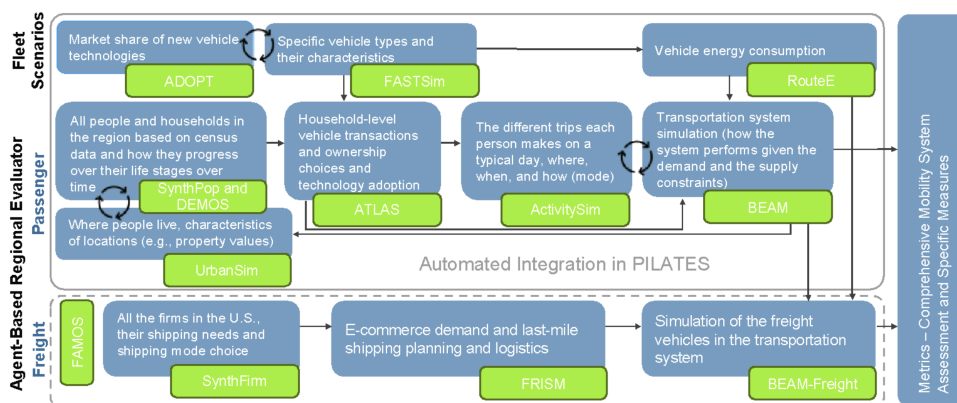 Fleet
Scenarios
Market share of new vehicle
technologies
ADOPT
Specific vehicle types and
their characteristics
FASTSim
Vehicle energy consumption
RouteE
Agent-Based Regional Evaluator
Passenger
All people and households in
the region based on census
data and how they progress
over their life stages over
time
SynthPop and
DEMOS
Household-level
vehicle transactions
and ownership
choices and
technology adoption
ATLAS
The different trips each
person makes on a
typical day, where,
when, and how (mode)
ActivitySim
Transportation system
simulation (how the
system performs given the
demand and the supply
constraints)
BEAM
Where people live, characteristics
of locations (e.g., property values)
UrbanSim
Automated Integration in PILATES
Freight
FAMOS
All the firms in the U.S.,
their shipping needs and
shipping mode choice
SynthFirm
E-commerce demand and last-mile
shipping planning and logistics
FRISM
Simulation of the freight
vehicles in the transportation
system
BEAM-Freight
Metrics – Comprehensive Mobility System
Assessment and Specific Measures